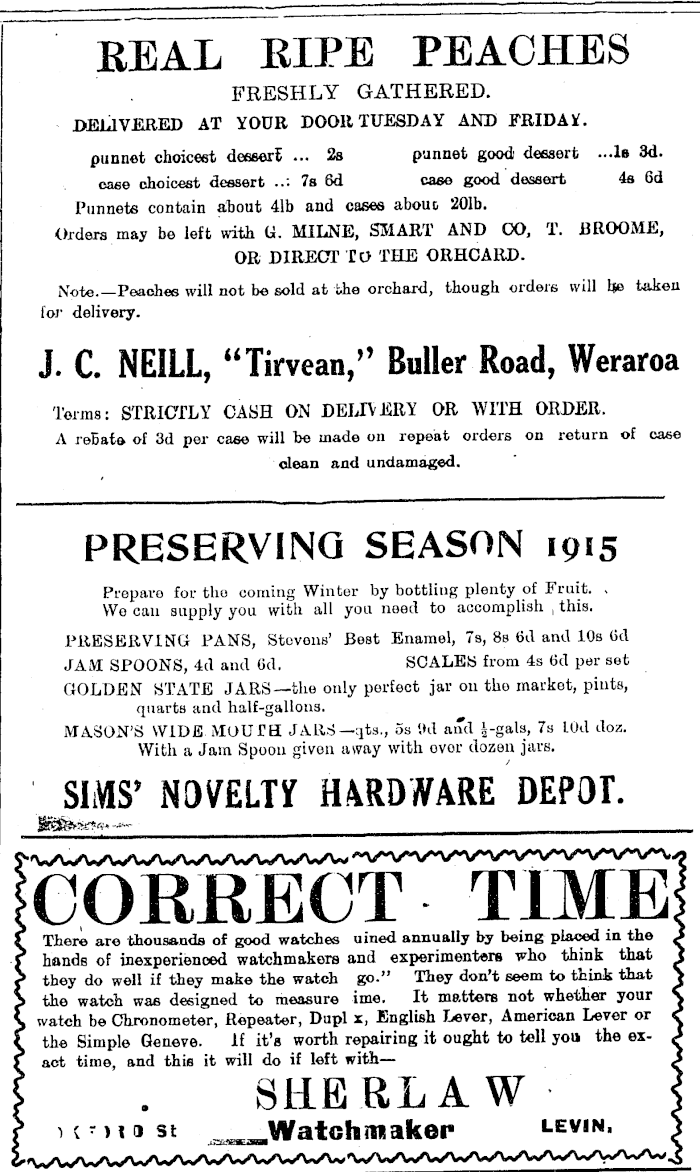 REAL RIPE PEACHES
FRESHLY GATHERED.
DELIVERED AT YOUR DOOR TUESDAY AND FRIDAY.
punnet choicest dessert ... 2s punnet good dessert ...1s 3d.
case choicest dessert ..: 7s 6d case good dessert 4s 6d
Punnets contain about 4lb and cases about 20lb.
Orders may be left with G. MILNE, SMART AND CO, T. BROOME,
OR DIRECT TO THE ORHCARD.
Note.—Peaches will not be sold at the orchard, though orders will be taken
for delivery.
J. C. NEILL, “Tirvean,” Buller Road, Weraroa
Terms: STRICTLY CASH ON DELIVERY OR WITH ORDER.
A rebate of 3d per case will be made on repeat orders on return of case
clean and undamaged.
PRESERVING SEASON 1915
Prepare for the coming Winter by bottling plenty of Fruit.
We can supply you with all you need to accomplish this.
PRESERVING PANS, Stevens' Best Enamel, 7s, 8s 6d and 10s 6d
JAM SPOONS, 4d and 6d. SCALES from 4s 6d per set
GOLDEN STATE JARS—the only perfect jar on the market, pints,
quarts and half-gallons.
MASON'S WIDE MOUTH JARS—qts., 5s 9d and ½-gals, 7s 10d doz.
With a Jam Spoon given away with ever dozen jars.
SIMS' NOVELTY HARDWARE DEPOT.
CORRECT TIME
There are thousands of good watches uined annually by being placed in the
hands of inexperienced watchmakers and experimenters who think that
they do well if they make the watch go.” They don't seem to think that
the watch was designed to measure ime. It matters not whether your
watch be Chronometer, Repeater, Dupl x, English Lever, American Lever or
the Simple Geneve. If it's worth repairing it ought to tell you the ex-
act time, and this it will do if left with—
SHERLAW
St Watchmaker LEVIN.